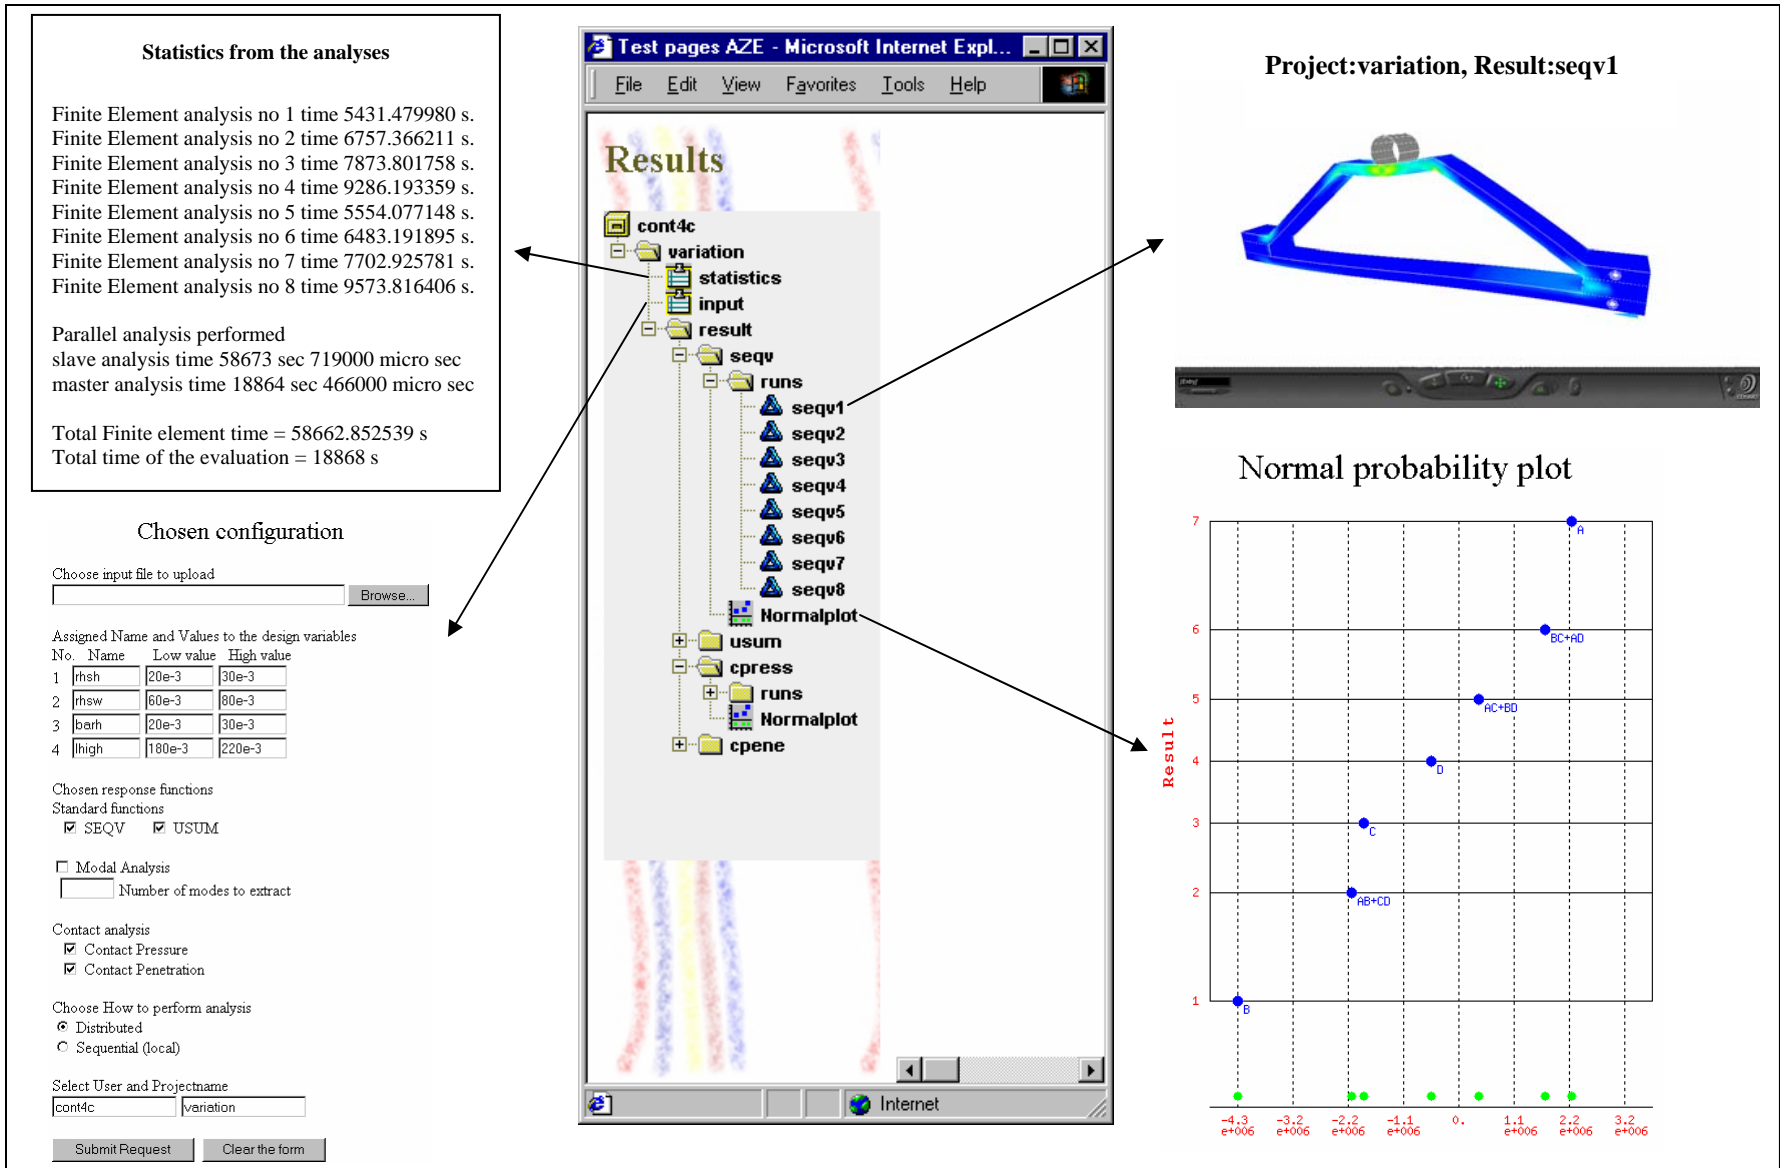 Statistics from the analyses
Finite Element analysis no 1 time 5431.479980 s.
Finite Element analysis no 2 time 6757.366211 s.
Finite Element analysis no 3 time 7873.801758 s.
Finite Element analysis no 4 time 9286.193359 s.
Finite Element analysis no 5 time 5554.077148 s.
Finite Element analysis no 6 time 6483.191895 s.
Finite Element analysis no 7 time 7702.925781 s.
Finite Element analysis no 8 time 9573.816406 s.
Parallel analysis performed
slave analysis time 58673 sec 719000 micro sec
master analysis time 18864 sec 466000 micro sec
Total Finite element time = 58662.852539 s
Total time of the evaluation = 18868 s
Chosen configuration
Choose input file to upload
Browse...
Assigned Name and Values to the design variables
No. Name Low value High value
1 rhsh 20e-3 30e-3
2 rhsw 60e-3 80e-3
3 barh 20e-3 30e-3
4 lhigh 180e-3 220e-3
Chosen response functions
Standard functions
SEQV USUM
Modal Analysis
Number of modes to extract
Contact analysis
Contact Pressure
Contact Penetration
Choose How to perform analysis
Distributed
Sequential (local)
Select User and Projectname
cont4c variation
Submit Request Clear the form
Test pages AZE - Microsoft Internet Expl...
File Edit View Favorites Tools Help
Results
cont4c
variation
statistics
input
result
seqv
runs
seqv1
seqv2
seqv3
seqv4
seqv5
seqv6
seqv7
seqv8
Normalplot
usum
cpress
runs
Normalplot
cpene
Internet
Project:variation, Result:seqv1
Normal probability plot
Result
7
6
5
4
3
2
1
A
BC+AD
AC+BD
D
C
AB+CD
B
-4.3 -3.2 -2.2 -1.1 0. 1.1 2.2 3.2
e+006 e+006 e+006 e+006 e+006 e+006 e+006